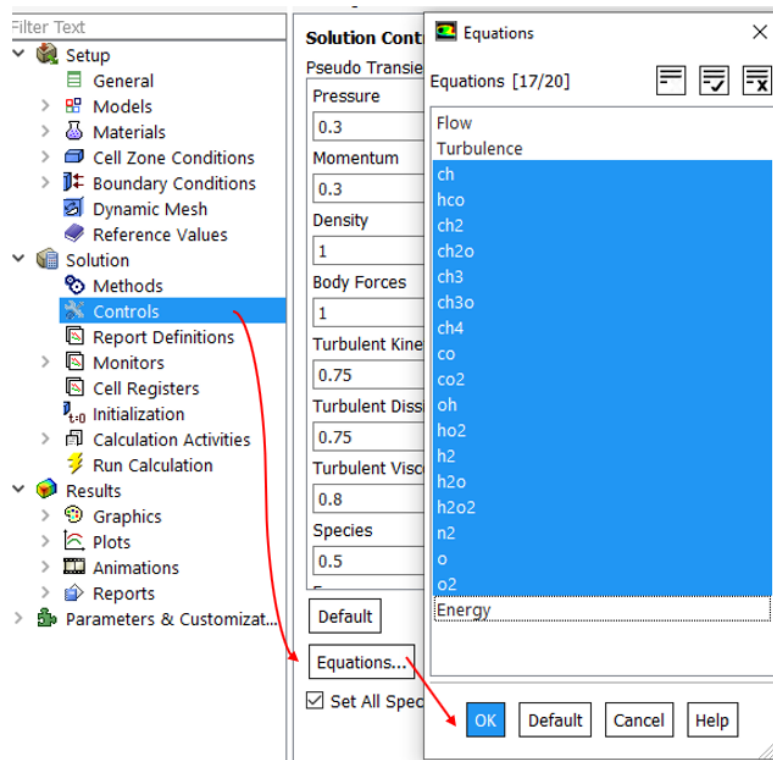 Filter Text
Setup
General
Models
Materials
Cell Zone Conditions
Boundary Conditions
Dynamic Mesh
Reference Values
Solution
Methods
Controls
Report Definitions
Monitors
Cell Registers
t=0 Initialization
Calculation Activities
Run Calculation
Results
Graphics
Plots
Animations
Reports
Parameters & Customizat...
Solution Cont
Pseudo Transie
Pressure
0.3
Momentum
0.3
Density
1
Body Forces
1
Turbulent Kine
0.75
Turbulent Dissi
0.75
Turbulent Visc
0.8
Species
0.5
Default
Equations...
Set All Spec
Equations
Equations [17/20]
Flow
Turbulence
ch
hco
ch2
ch2o
ch3
ch3o
ch4
co
co2
oh
ho2
h2
h2o
h2o2
n2
o
o2
Energy
OK Default Cancel Help